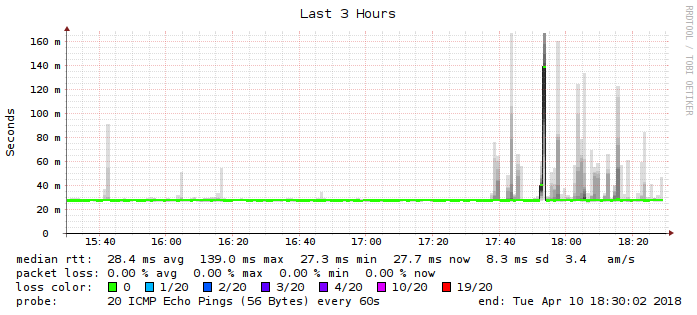 Last 3 Hours
RRDTOOL / TOBI OETIKER
Seconds
160 m
140 m
120 m
100 m
80 m
60 m
40 m
20 m
0
15:40 16:00 16:20 16:40 17:00 17:20 17:40 18:00 18:20
median rtt: 28.4 ms avg 139.0 ms max 27.3 ms min 27.7 ms now 8.3 ms sd 3.4 am/s
packet loss: 0.00 % avg 0.00 % max 0.00 % min 0.00 % now
loss color: 0 1/20 2/20 3/20 4/20 10/20 19/20
probe: 20 ICMP Echo Pings (56 Bytes) every 60s end: Tue Apr 10 18:30:02 2018